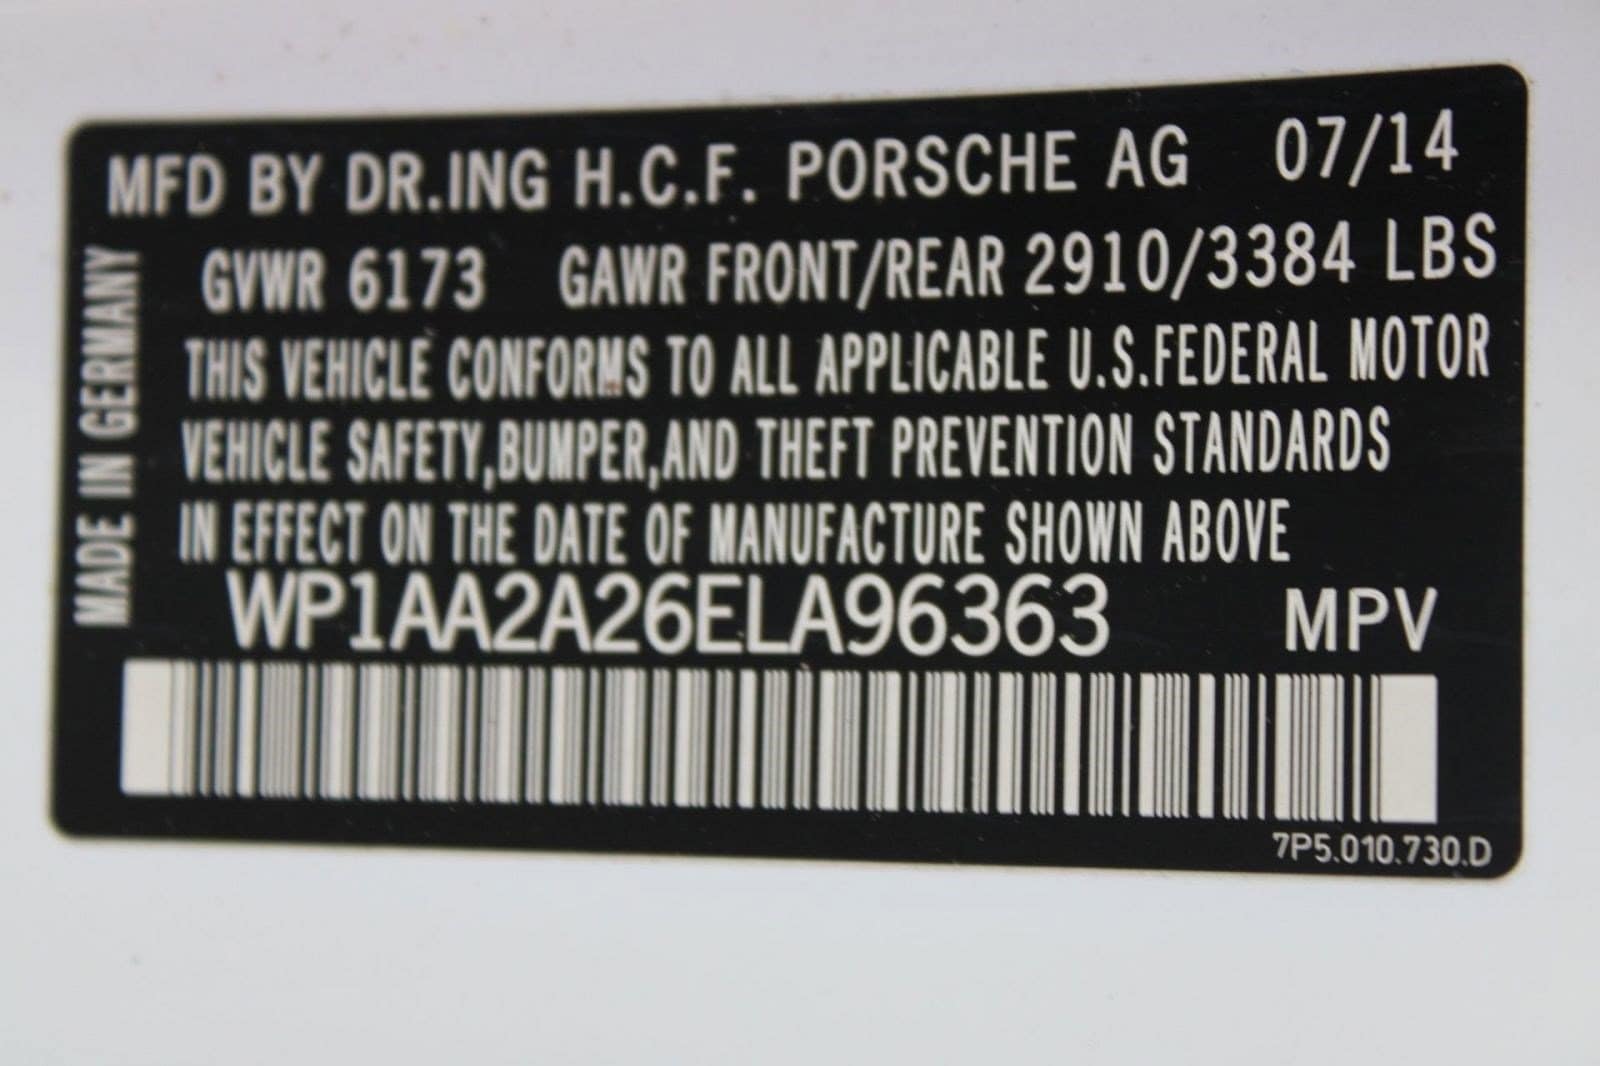 MFD BY DR.ING H.C.F. PORSCHE AG 07/14
GVWR 6173 GAWR FRONT/REAR 2910/3384 LBS
THIS VEHICLE CONFORMS TO ALL APPLICABLE U.S.FEDERAL MOTOR
VEHICLE SAFETY,BUMPER,AND THEFT PREVENTION STANDARDS
IN EFFECT ON THE DATE OF MANUFACTURE SHOWN ABOVE
WP1AA2A26ELA96363 MPV
7P5.010.730.D
MADE IN GERMANY